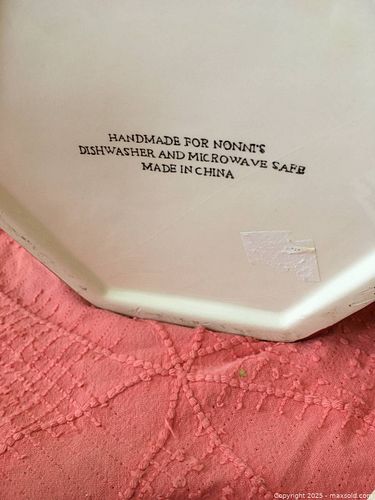 HANDMADE FOR NONNI'S
DISHWASHER AND MICROWAVE SAFE
MADE IN CHINA
Copyright 2025 - maxsold.com